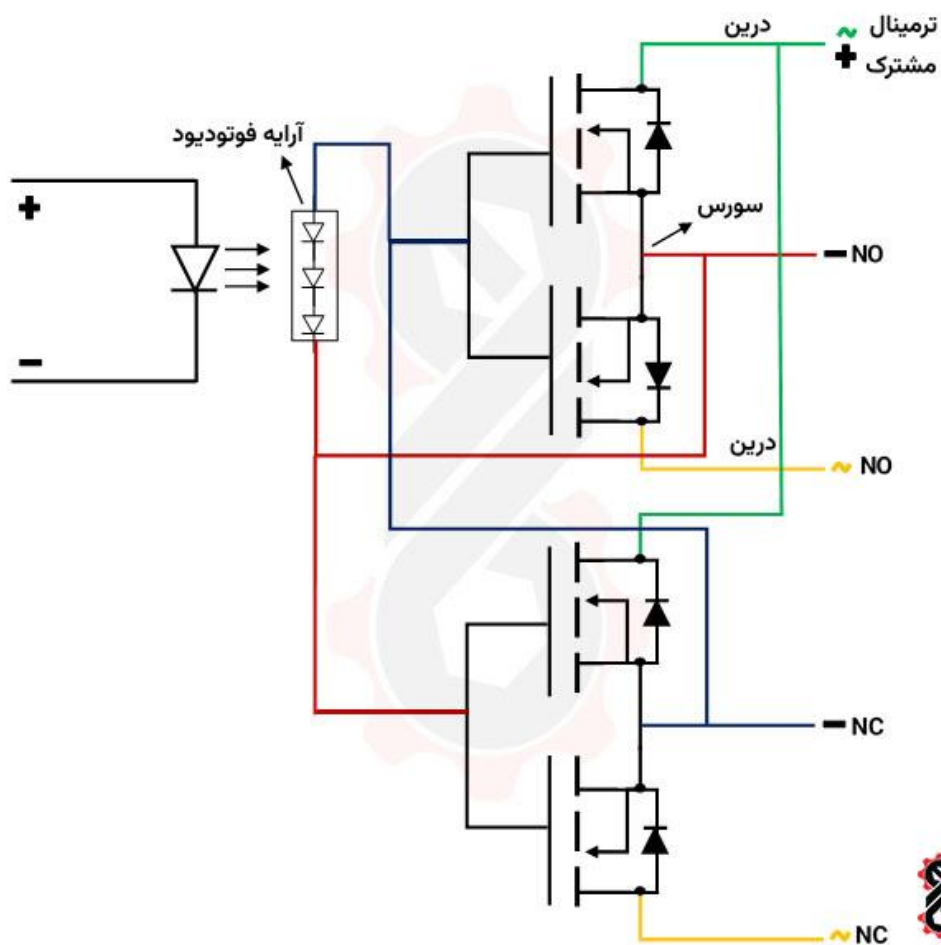 درین
ترمینال ~
مشترک +
آرایه فوتودیود
+
سورس
- NO
-
درین
~ NO
- NC
~ NC